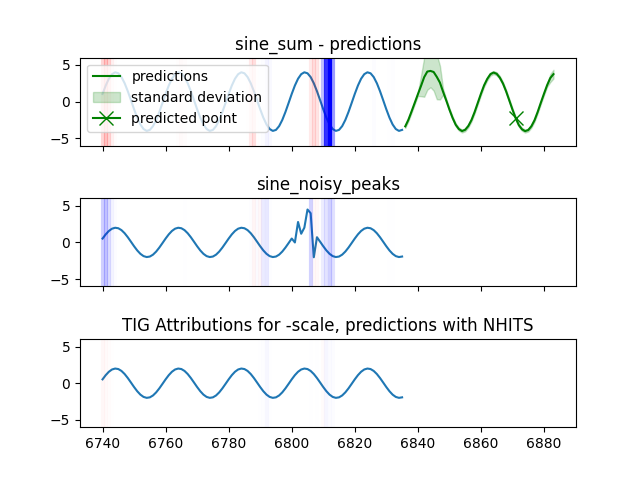 sine_sum - predictions
5
0
−5
predictions
standard deviation
predicted point
sine_noisy_peaks
5
0
−5
TIG Attributions for -scale, predictions with NHITS
5
0
−5
6740 6760 6780 6800 6820 6840 6860 6880